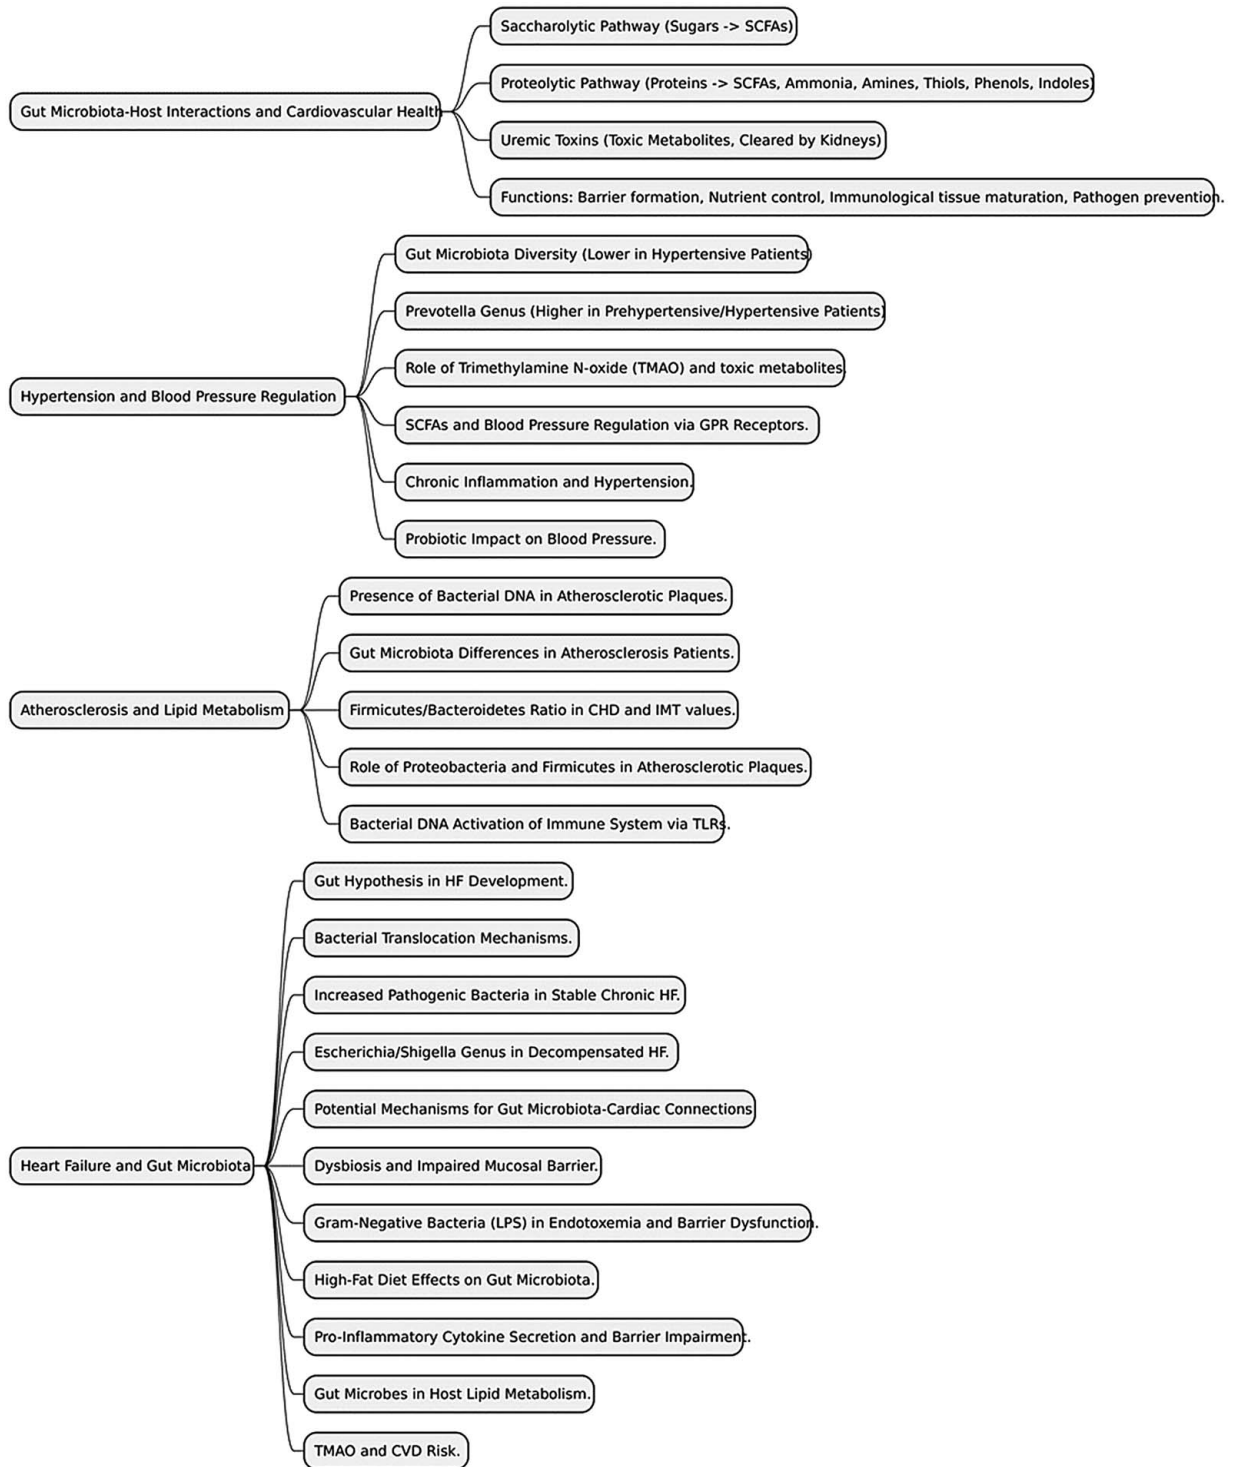 Gut Microbiota-Host Interactions and Cardiovascular Health
Saccharolytic Pathway (Sugars -> SCFAs)
Proteolytic Pathway (Proteins -> SCFAs, Ammonia, Amines, Thiols, Phenols, Indoles)
Uremic Toxins (Toxic Metabolites, Cleared by Kidneys)
Functions: Barrier formation, Nutrient control, Immunological tissue maturation, Pathogen prevention.
Hypertension and Blood Pressure Regulation
Gut Microbiota Diversity (Lower in Hypertensive Patients)
Prevotella Genus (Higher in Prehypertensive/Hypertensive Patients)
Role of Trimethylamine N-oxide (TMAO) and toxic metabolites.
SCFAs and Blood Pressure Regulation via GPR Receptors.
Chronic Inflammation and Hypertension.
Probiotic Impact on Blood Pressure.
Atherosclerosis and Lipid Metabolism
Presence of Bacterial DNA in Atherosclerotic Plaques.
Gut Microbiota Differences in Atherosclerosis Patients.
Firmicutes/Bacteroidetes Ratio in CHD and IMT values.
Role of Proteobacteria and Firmicutes in Atherosclerotic Plaques.
Bacterial DNA Activation of Immune System via TLRs.
Heart Failure and Gut Microbiota
Gut Hypothesis in HF Development.
Bacterial Translocation Mechanisms.
Increased Pathogenic Bacteria in Stable Chronic HF.
Escherichia/Shigella Genus in Decompensated HF.
Potential Mechanisms for Gut Microbiota-Cardiac Connections
Dysbiosis and Impaired Mucosal Barrier.
Gram-Negative Bacteria (LPS) in Endotoxemia and Barrier Dysfunction.
High-Fat Diet Effects on Gut Microbiota.
Pro-Inflammatory Cytokine Secretion and Barrier Impairment.
Gut Microbes in Host Lipid Metabolism.
TMAO and CVD Risk.